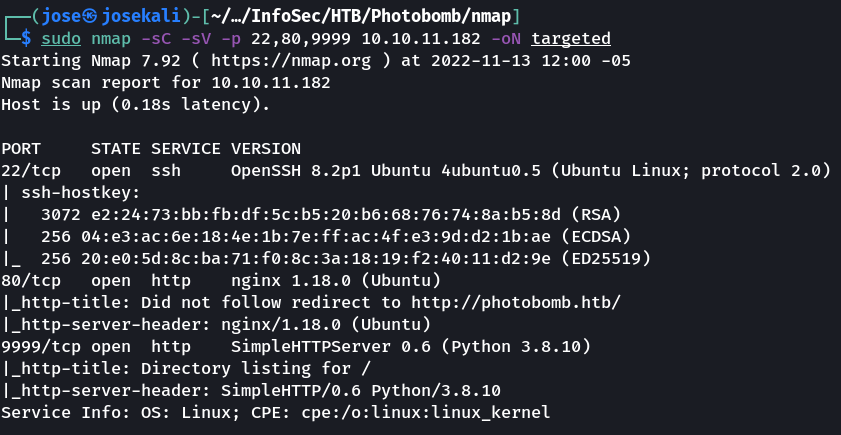 ┌──(jose㉿josekali)-[~/…/InfoSec/HTB/Photobomb/nmap]
└─$ sudo nmap -sC -sV -p 22,80,9999 10.10.11.182 -oN targeted
Starting Nmap 7.92 ( https://nmap.org ) at 2022-11-13 12:00 -05
Nmap scan report for 10.10.11.182
Host is up (0.18s latency).

PORT     STATE SERVICE VERSION
22/tcp   open  ssh     OpenSSH 8.2p1 Ubuntu 4ubuntu0.5 (Ubuntu Linux; protocol 2.0)
| ssh-hostkey:
|   3072 e2:24:73:bb:fb:df:5c:b5:20:b6:68:76:74:8a:b5:8d (RSA)
|   256 04:e3:ac:6e:18:4e:1b:7e:ff:ac:4f:e3:9d:d2:1b:ae (ECDSA)
|_  256 20:e0:5d:8c:ba:71:f0:8c:3a:18:19:f2:40:11:d2:9e (ED25519)
80/tcp   open  http    nginx 1.18.0 (Ubuntu)
|_http-title: Did not follow redirect to http://photobomb.htb/
|_http-server-header: nginx/1.18.0 (Ubuntu)
9999/tcp open  http    SimpleHTTPServer 0.6 (Python 3.8.10)
|_http-title: Directory listing for /
|_http-server-header: SimpleHTTP/0.6 Python/3.8.10
Service Info: OS: Linux; CPE: cpe:/o:linux:linux_kernel